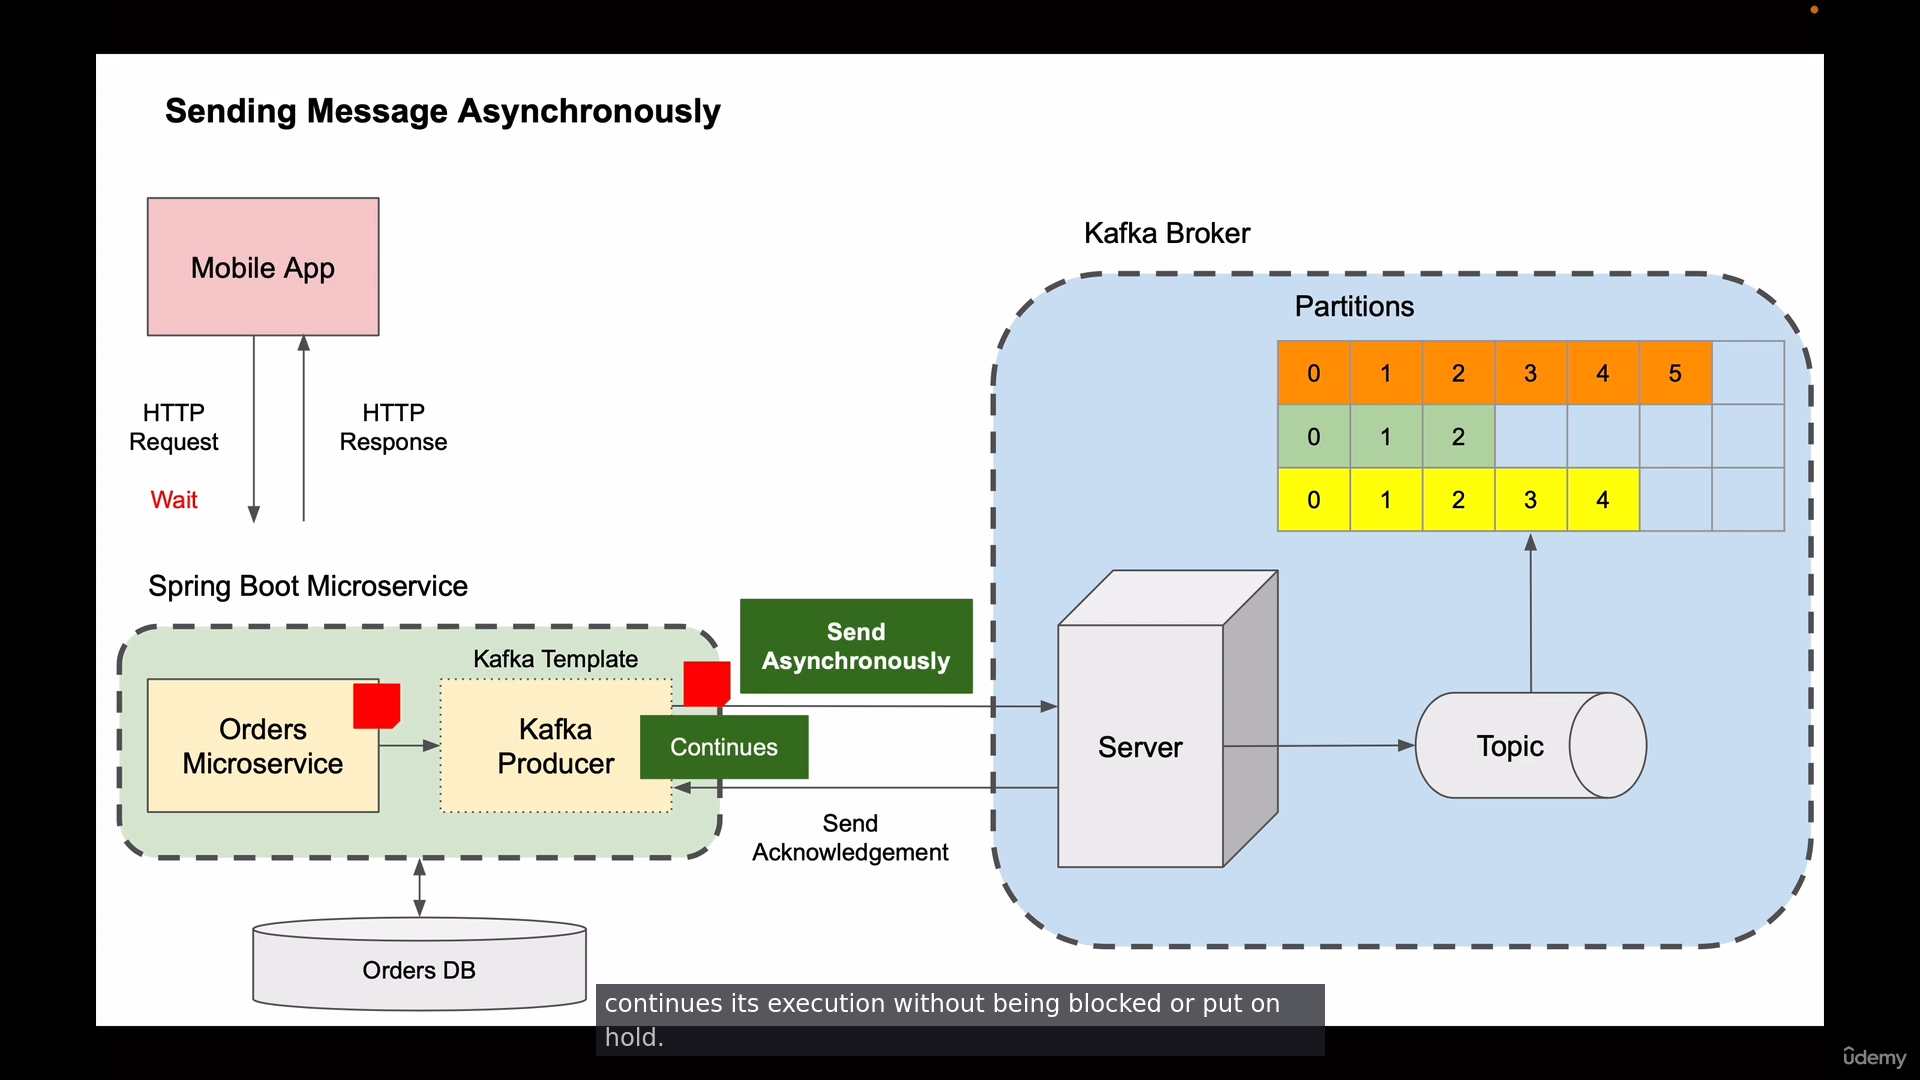 Sending Message Asynchronously
Mobile App
HTTP
Request
HTTP
Response
Wait
Spring Boot Microservice
Kafka Template
Orders
Microservice
Kafka
Producer
Send
Asynchronously
Continues
Send
Acknowledgement
Orders DB
Kafka Broker
Partitions
0 1 2 3 4 5
0 1 2
0 1 2 3 4
Server
Topic
continues its execution without being blocked or put on
hold.
ûdemy